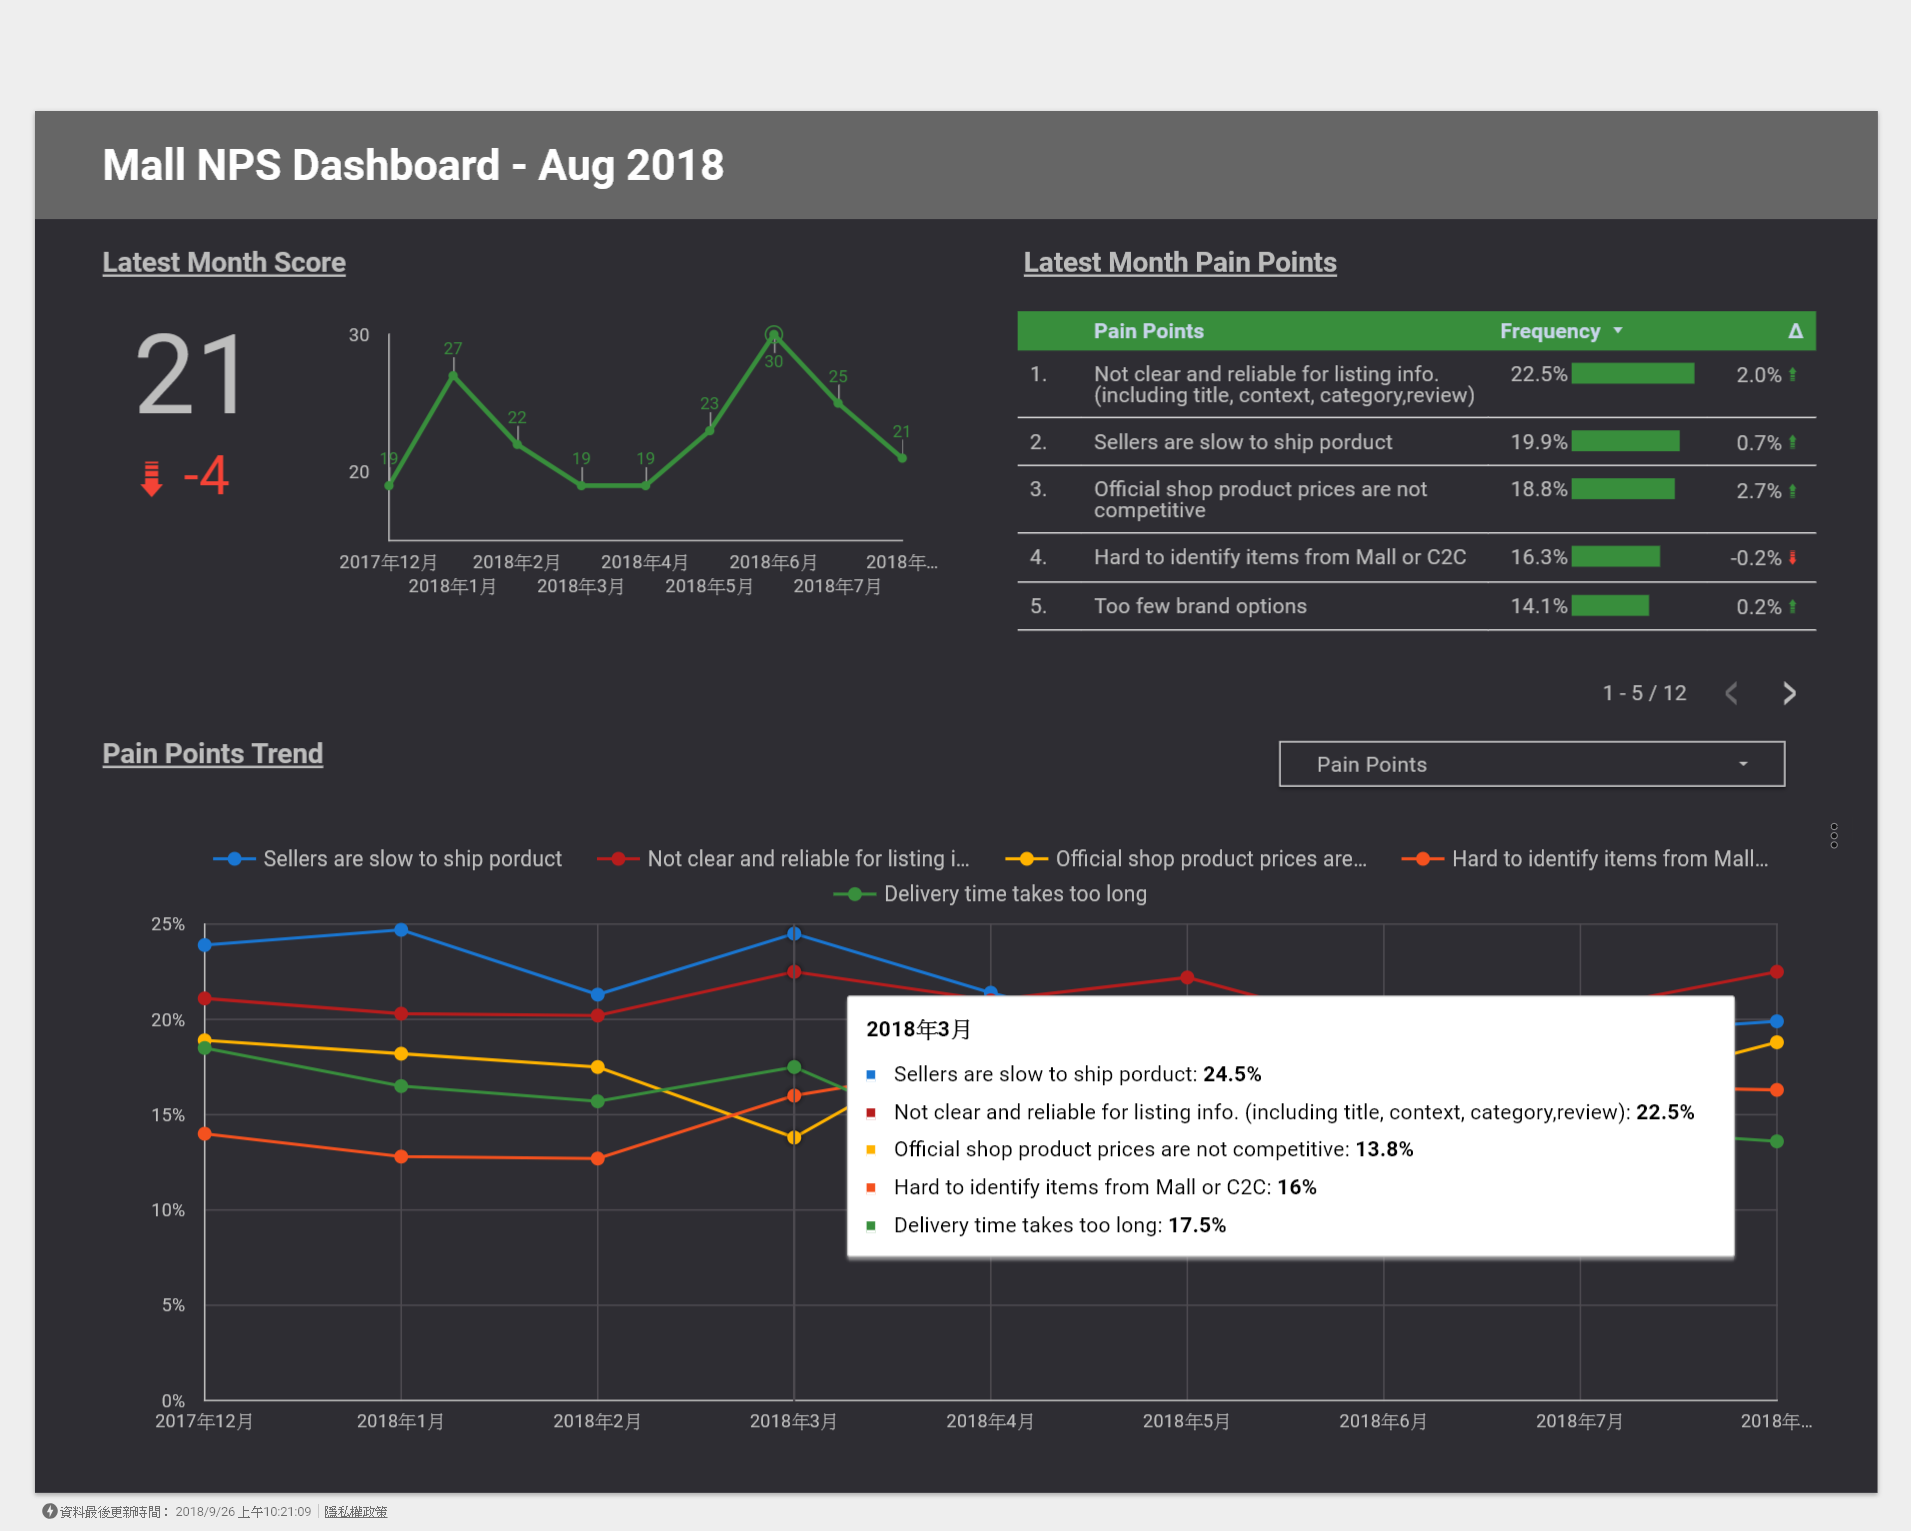 Mall NPS Dashboard - Aug 2018
Latest Month Score
21
-4
30
20
19
27
22
19
19
23
30
25
21
2017年12月
2018年2月
2018年4月
2018年6月
2018年...
2018年1月
2018年3月
2018年5月
2018年7月
Latest Month Pain Points
Pain Points Frequency Δ
1. Not clear and reliable for listing info. 22.5% 2.0%
(including title, context, category,review)
2. Sellers are slow to ship porduct 19.9% 0.7%
3. Official shop product prices are not 18.8% 2.7%
competitive
4. Hard to identify items from Mall or C2C 16.3% -0.2%
5. Too few brand options 14.1% 0.2%
1 - 5 / 12
Pain Points Trend
Pain Points
Sellers are slow to ship porduct
Not clear and reliable for listing i...
Official shop product prices are...
Hard to identify items from Mall...
Delivery time takes too long
25%
20%
15%
10%
5%
0%
2018年3月
Sellers are slow to ship porduct: 24.5%
Not clear and reliable for listing info. (including title, context, category,review): 22.5%
Official shop product prices are not competitive: 13.8%
Hard to identify items from Mall or C2C: 16%
Delivery time takes too long: 17.5%
2017年12月
2018年1月
2018年2月
2018年3月
2018年4月
2018年5月
2018年6月
2018年7月
2018年...
資料最後更新時間： 2018/9/26 上午10:21:09
隱私權政策